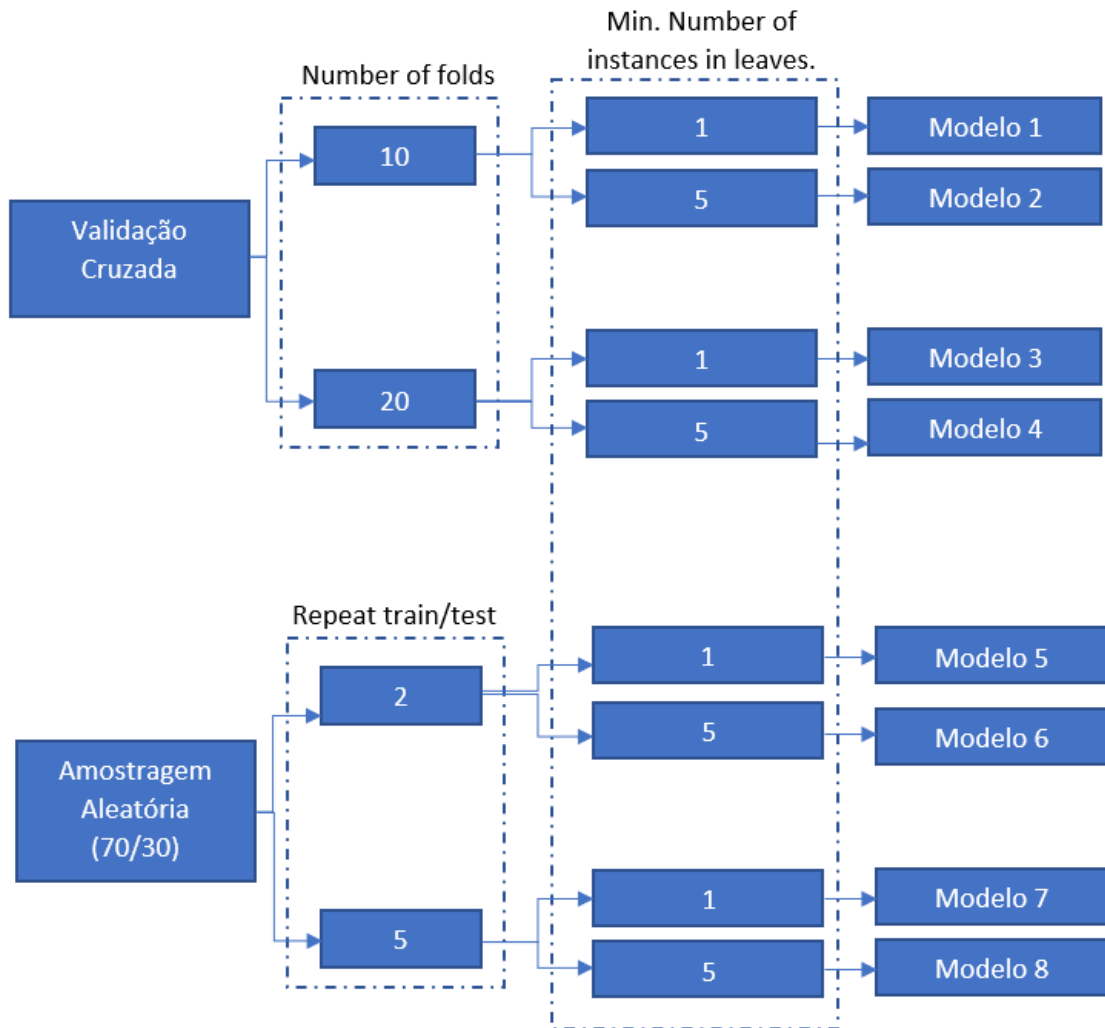 Min. Number of
instances in leaves.
Number of folds
1
Modelo 1
10
5
Modelo 2
Validação
Cruzada
1
Modelo 3
20
5
Modelo 4
Repeat train/test
1
Modelo 5
2
5
Modelo 6
Amostragem
Aleatória
(70/30)
1
Modelo 7
5
5
Modelo 8